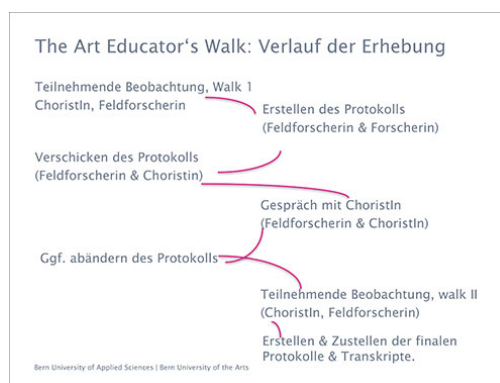 The Art Educator's Walk: Verlauf der Erhebung
Teilnehmende Beobachtung, Walk 1
ChoristIn, Feldforscherin
Erstellen des Protokolls
(Feldforscherin & Forscherin)
Verschicken des Protokolls
(Feldforscherin & Choristin)
Gespräch mit ChoristIn
(Feldforscherin & ChoristIn)
Ggf. abändern des Protokolls
Teilnehmende Beobachtung, walk II
(ChoristIn, Feldforscherin)
Erstellen & Zustellen der finalen
Protokolle & Transkripte.
Bern University of Applied Sciences | Bern University of the Arts